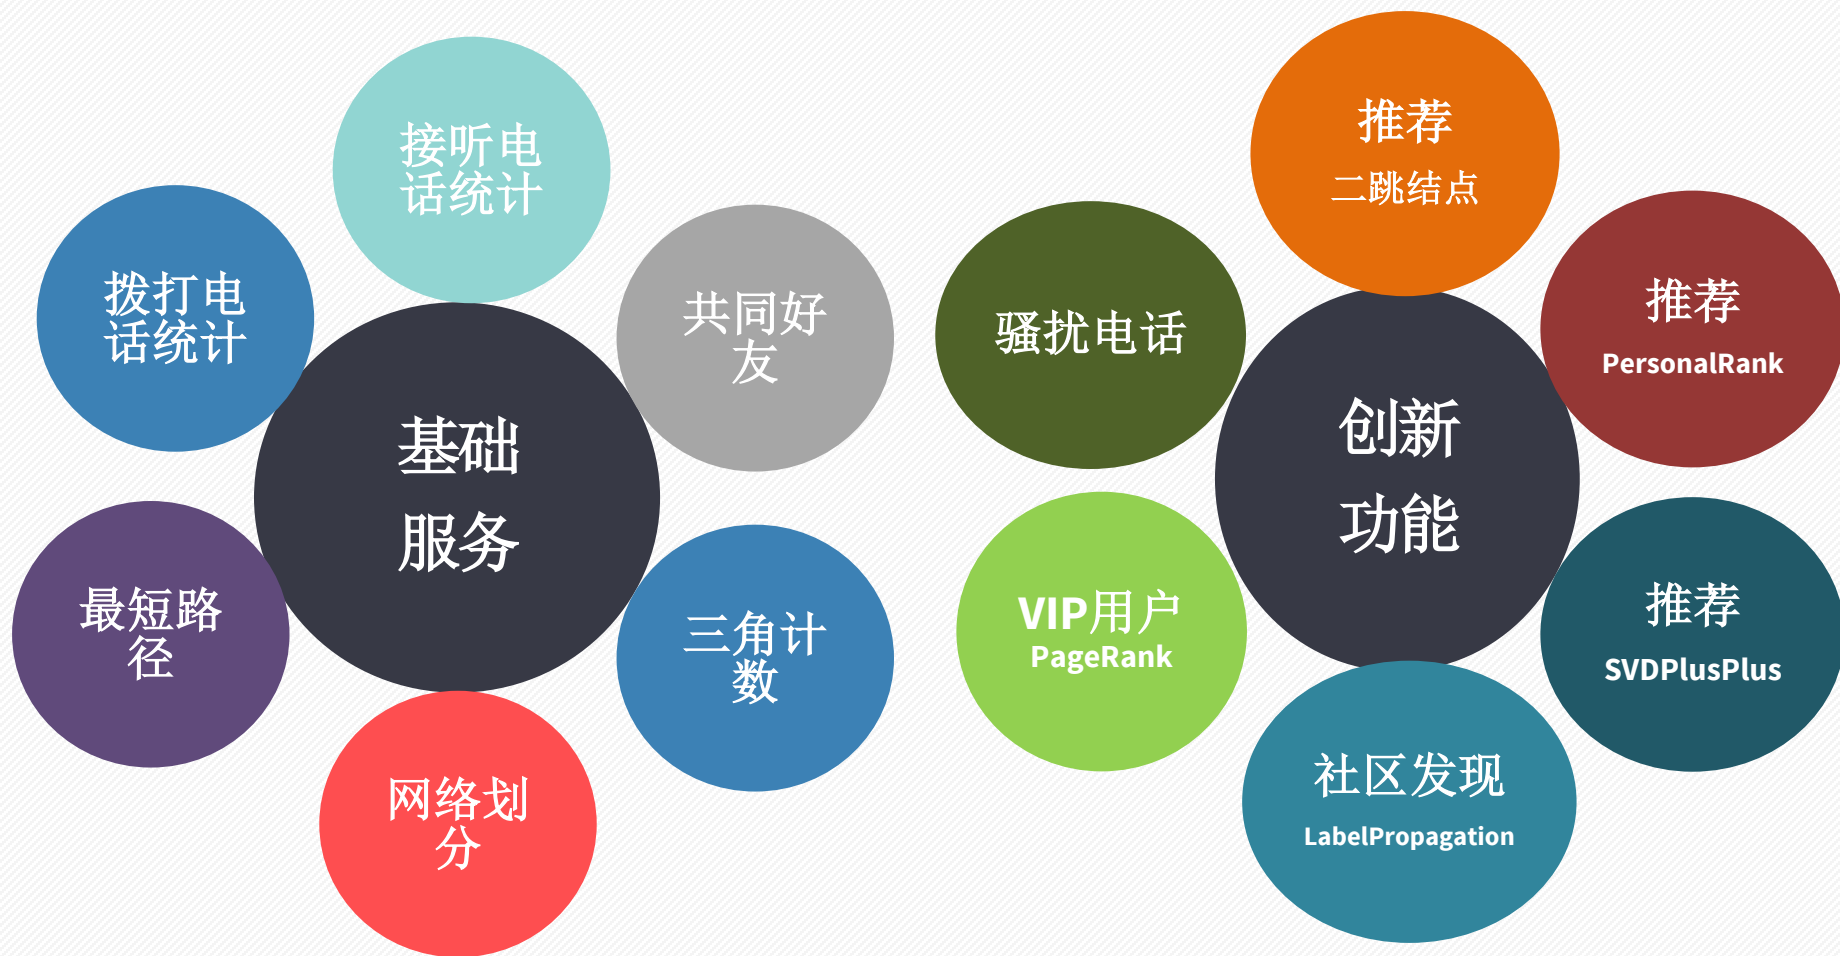 接听电
话统计
拨打电
话统计
共同好
友
基础
服务
最短路
径
三角计
数
网络划
分
推荐
二跳结点
骚扰电话
推荐
PersonalRank
创新
功能
VIP用户
PageRank
推荐
SVDPlusPlus
社区发现
LabelPropagation